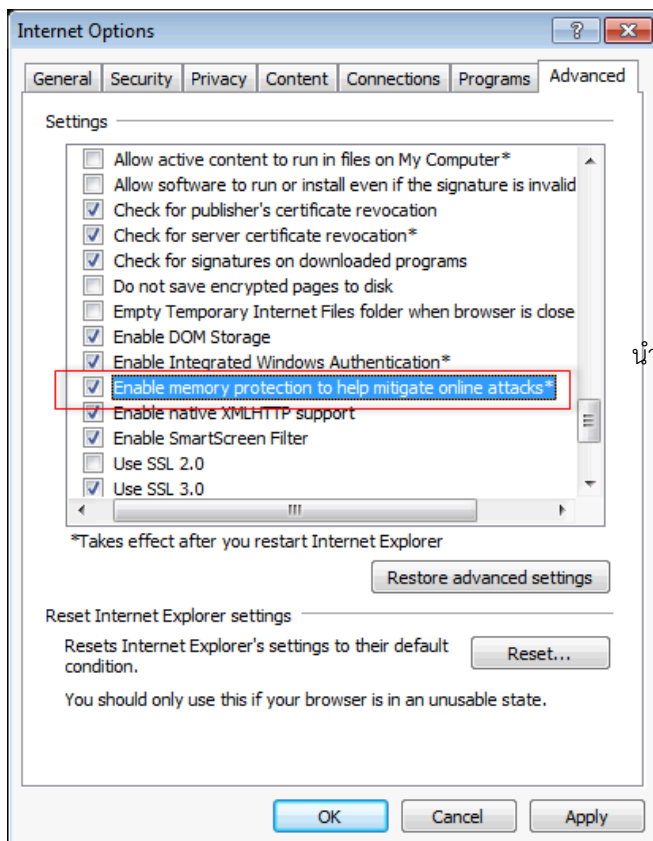 Internet Options
General Security Privacy Content Connections Programs Advanced
Settings
Allow active content to run in files on My Computer*
Allow software to run or install even if the signature is invalid
Check for publisher's certificate revocation
Check for server certificate revocation*
Check for signatures on downloaded programs
Do not save encrypted pages to disk
Empty Temporary Internet Files folder when browser is close
Enable DOM Storage
Enable Integrated Windows Authentication*
Enable memory protection to help mitigate online attacks*
Enable native XMLHTTP support
Enable SmartScreen Filter
Use SSL 2.0
Use SSL 3.0
*Takes effect after you restart Internet Explorer
Restore advanced settings
Reset Internet Explorer settings
Resets Internet Explorer's settings to their default
condition.
Reset...
You should only use this if your browser is in an unusable state.
OK Cancel Apply